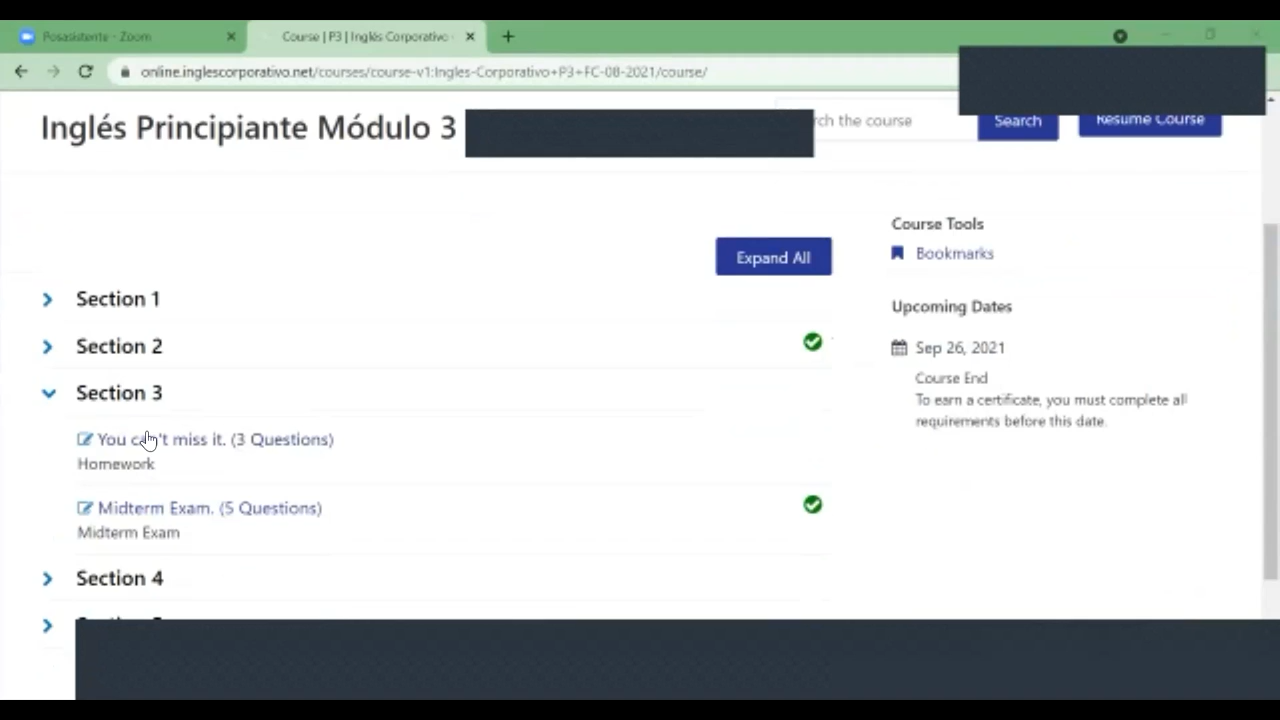 Posasistente - Zoom
Course | P3 | Inglés Corporativo
online.inglescorporativo.net/courses/course-v1:Ingles-Corporativo+P3+FC-08-2021/course/
Inglés Principiante Módulo 3
the course
Search
Resume Course
Course Tools
Bookmarks
Expand All
Upcoming Dates
Section 1
Section 2
Sep 26, 2021
Course End
To earn a certificate, you must complete all
requirements before this date.
Section 3
You can't miss it. (3 Questions)
Homework
Midterm Exam. (5 Questions)
Midterm Exam
Section 4